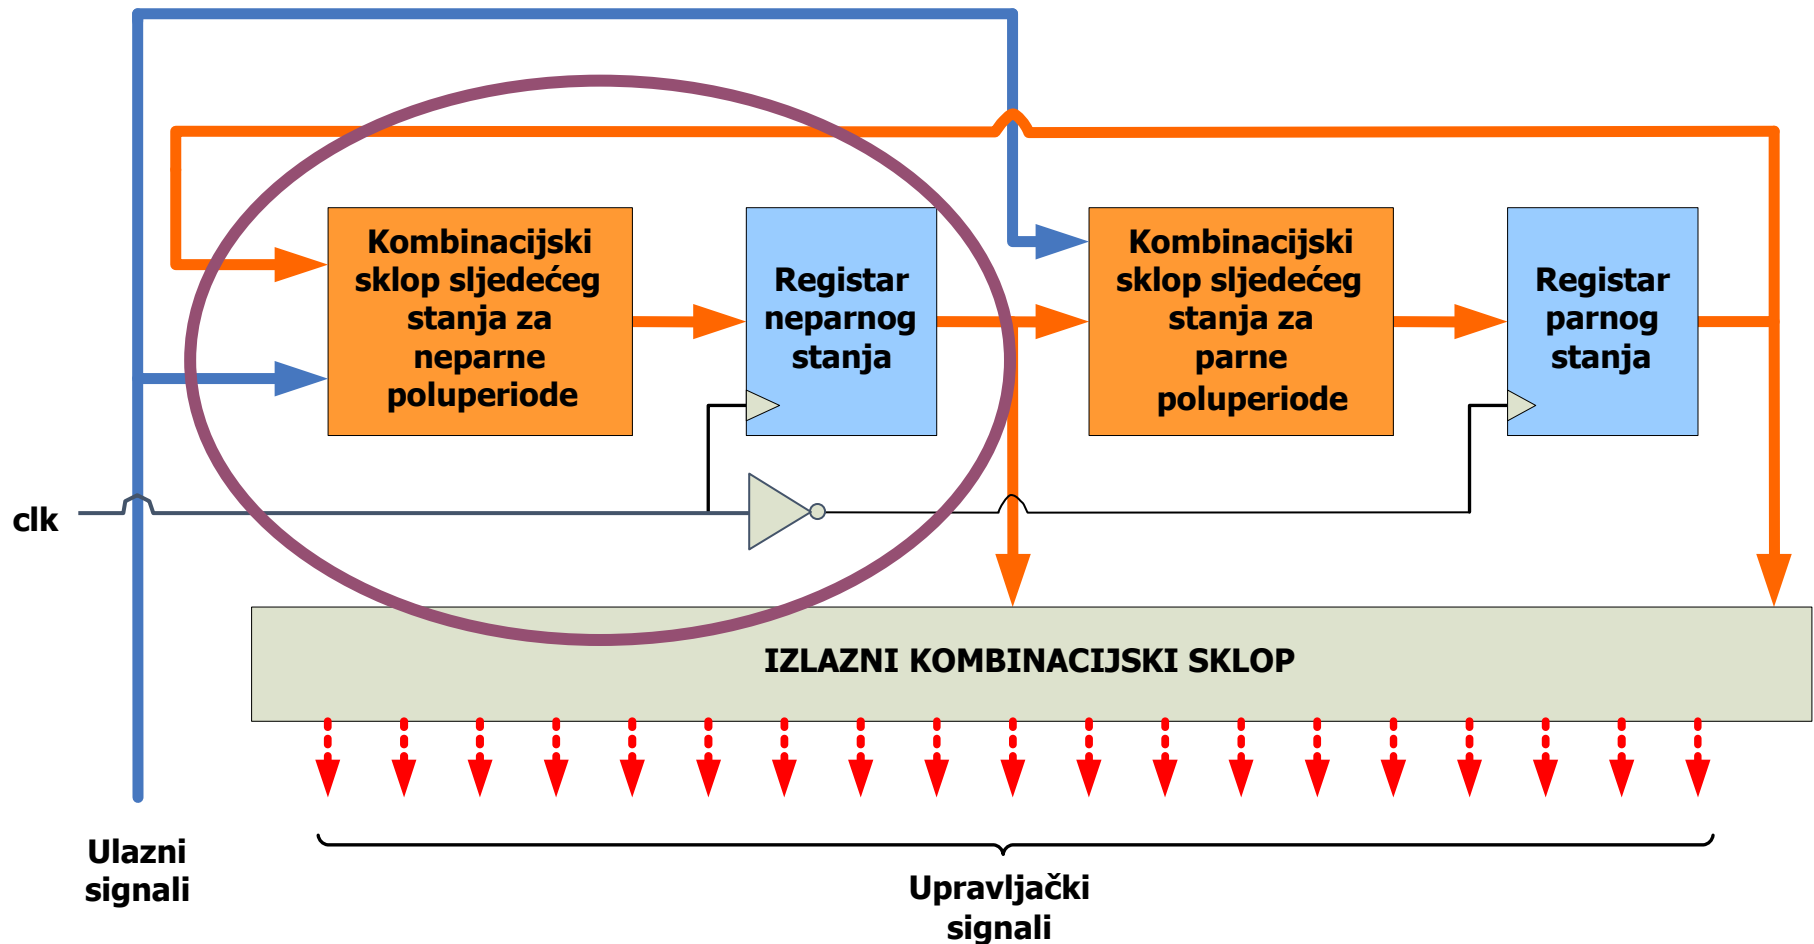 Kombinacijski
sklop sljedećeg
stanja za
neparne
poluperiode
Registar
neparnog
stanja
Kombinacijski
sklop sljedećeg
stanja za
parne
poluperiode
Registar
parnog
stanja
clk
IZLAZNI KOMBINACIJSKI SKLOP
Ulazni
signali
Upravljački
signali